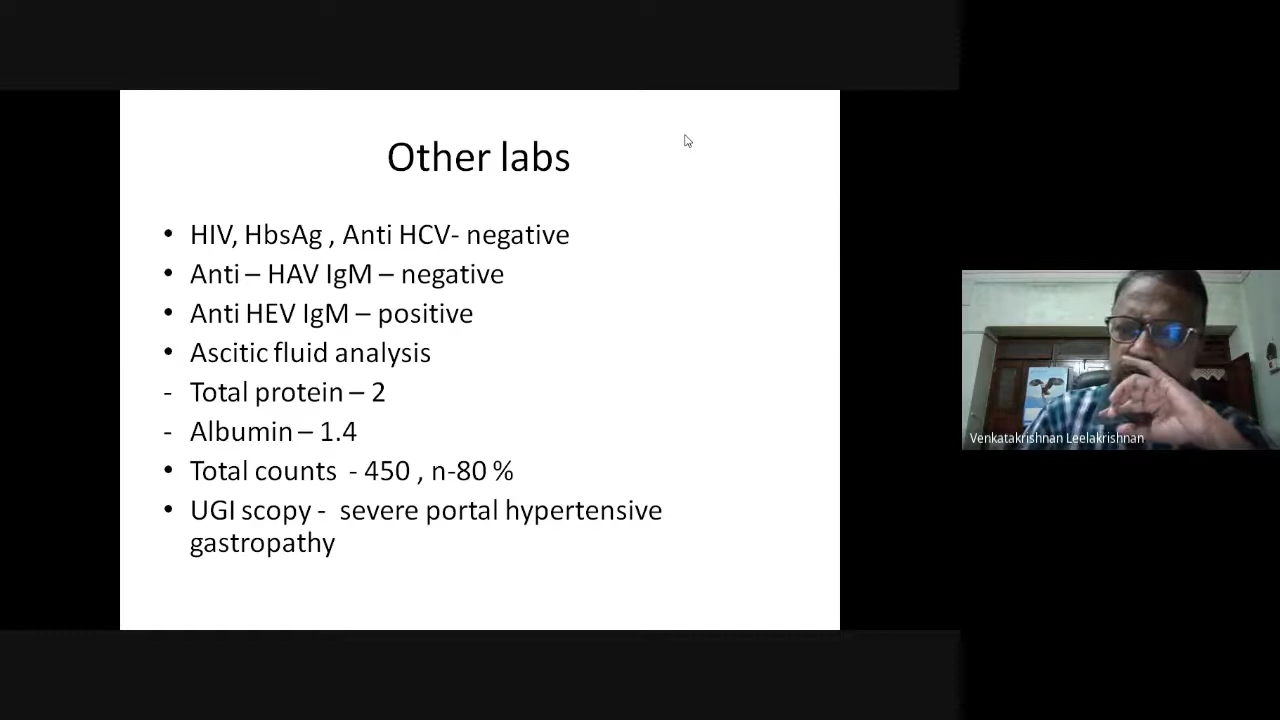 Other labs
• HIV, HbsAg , Anti HCV- negative
• Anti – HAV IgM – negative
• Anti HEV IgM – positive
• Ascitic fluid analysis
- Total protein – 2
- Albumin – 1.4
• Total counts - 450 , n-80 %
• UGI scopy - severe portal hypertensive
gastropathy
Venkatakrishnan Leelakrishnan